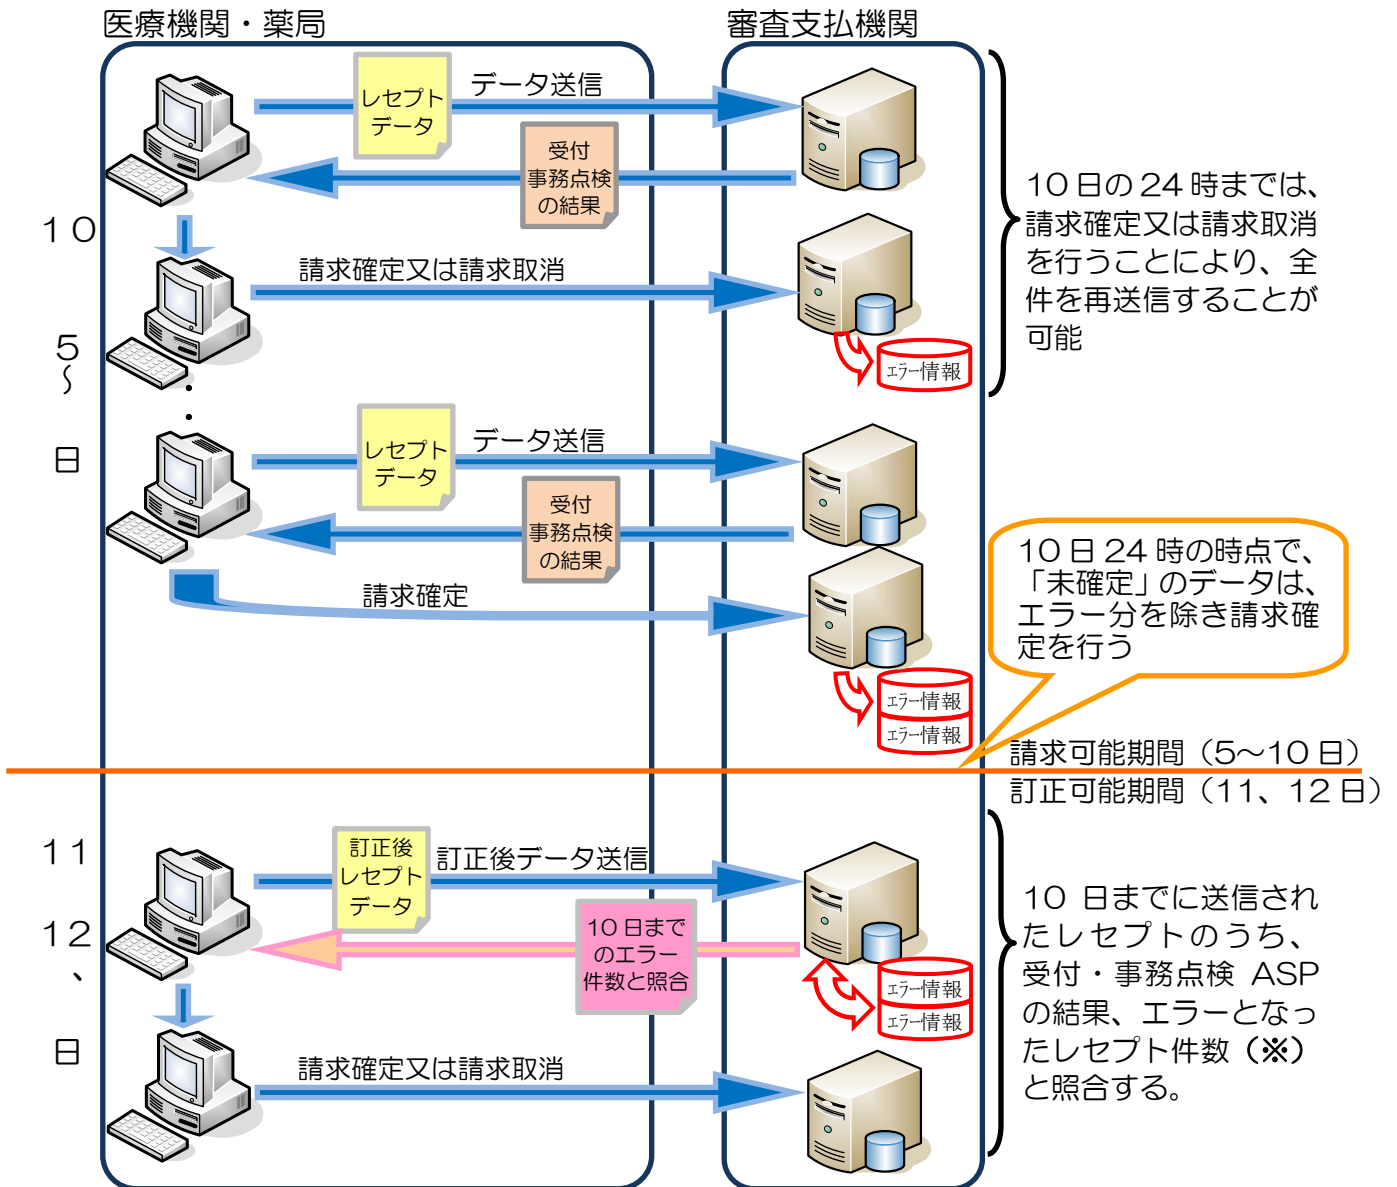 医療機関・薬局
審査支払機関
レセプト
データ
データ送信
受付
事務点検
の結果
10
5
～
日
請求確定又は請求取消
エラー情報
10日の24時までは、
請求確定又は請求取消
を行うことにより、全
件を再送信することが
可能
レセプト
データ
データ送信
受付
事務点検
の結果
請求確定
エラー情報
エラー情報
10日24時の時点で、
「未確定」のデータは、
エラー分を除き請求確
定を行う
請求可能期間（5～10日）
訂正可能期間（11、12日）
11
12
、
日
訂正後
レセプト
データ
訂正後データ送信
10日まで
のエラー
件数と照合
エラー情報
エラー情報
請求確定又は請求取消
10日までに送信され
たレセプトのうち、
受付・事務点検 ASP
の結果、エラーとなっ
たレセプト件数（※）
と照合する。